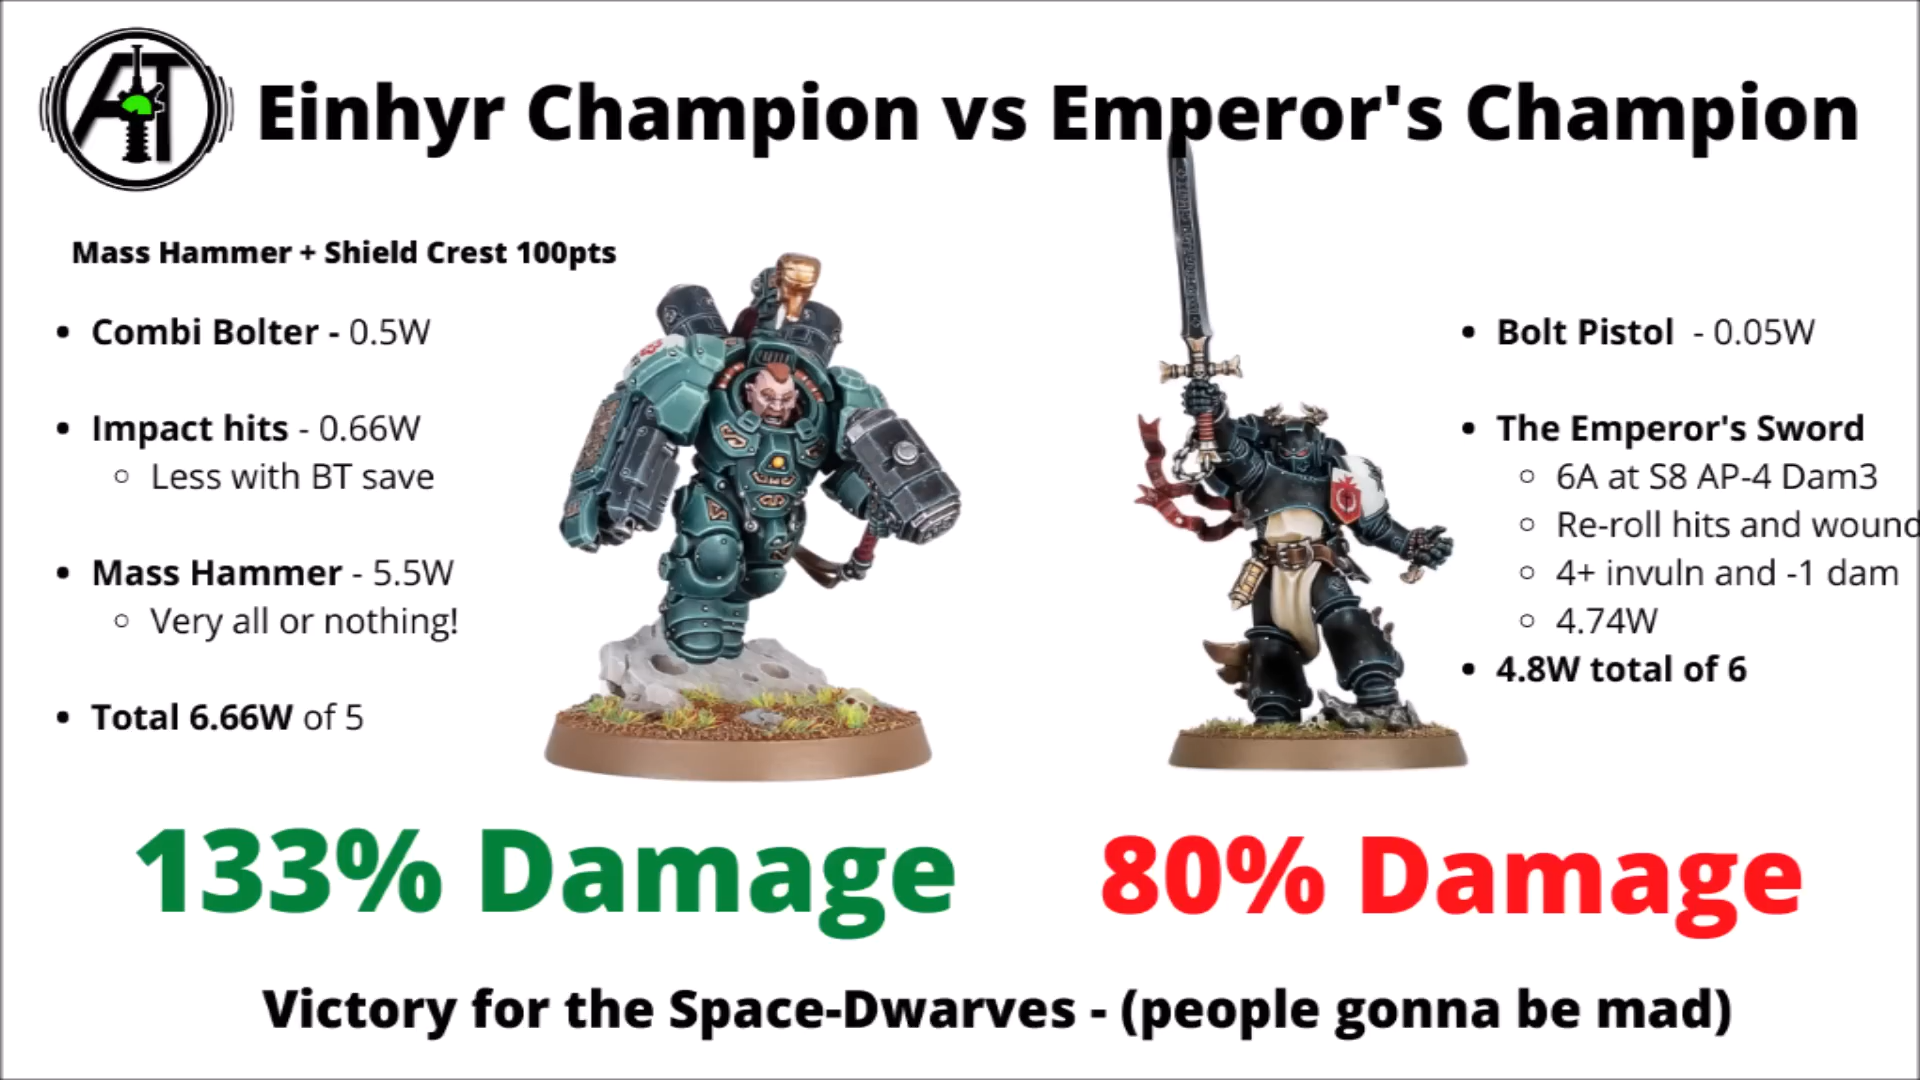 AT
Einhyr Champion vs Emperor's Champion
Mass Hammer + Shield Crest 100pts
• Combi Bolter - 0.5W
• Impact hits - 0.66W
○ Less with BT save
• Mass Hammer - 5.5W
○ Very all or nothing!
• Total 6.66W of 5
• Bolt Pistol - 0.05W
• The Emperor's Sword
○ 6A at S8 AP-4 Dam3
○ Re-roll hits and wound
○ 4+ invuln and -1 dam
○ 4.74W
• 4.8W total of 6
133% Damage
80% Damage
Victory for the Space-Dwarves - (people gonna be mad)